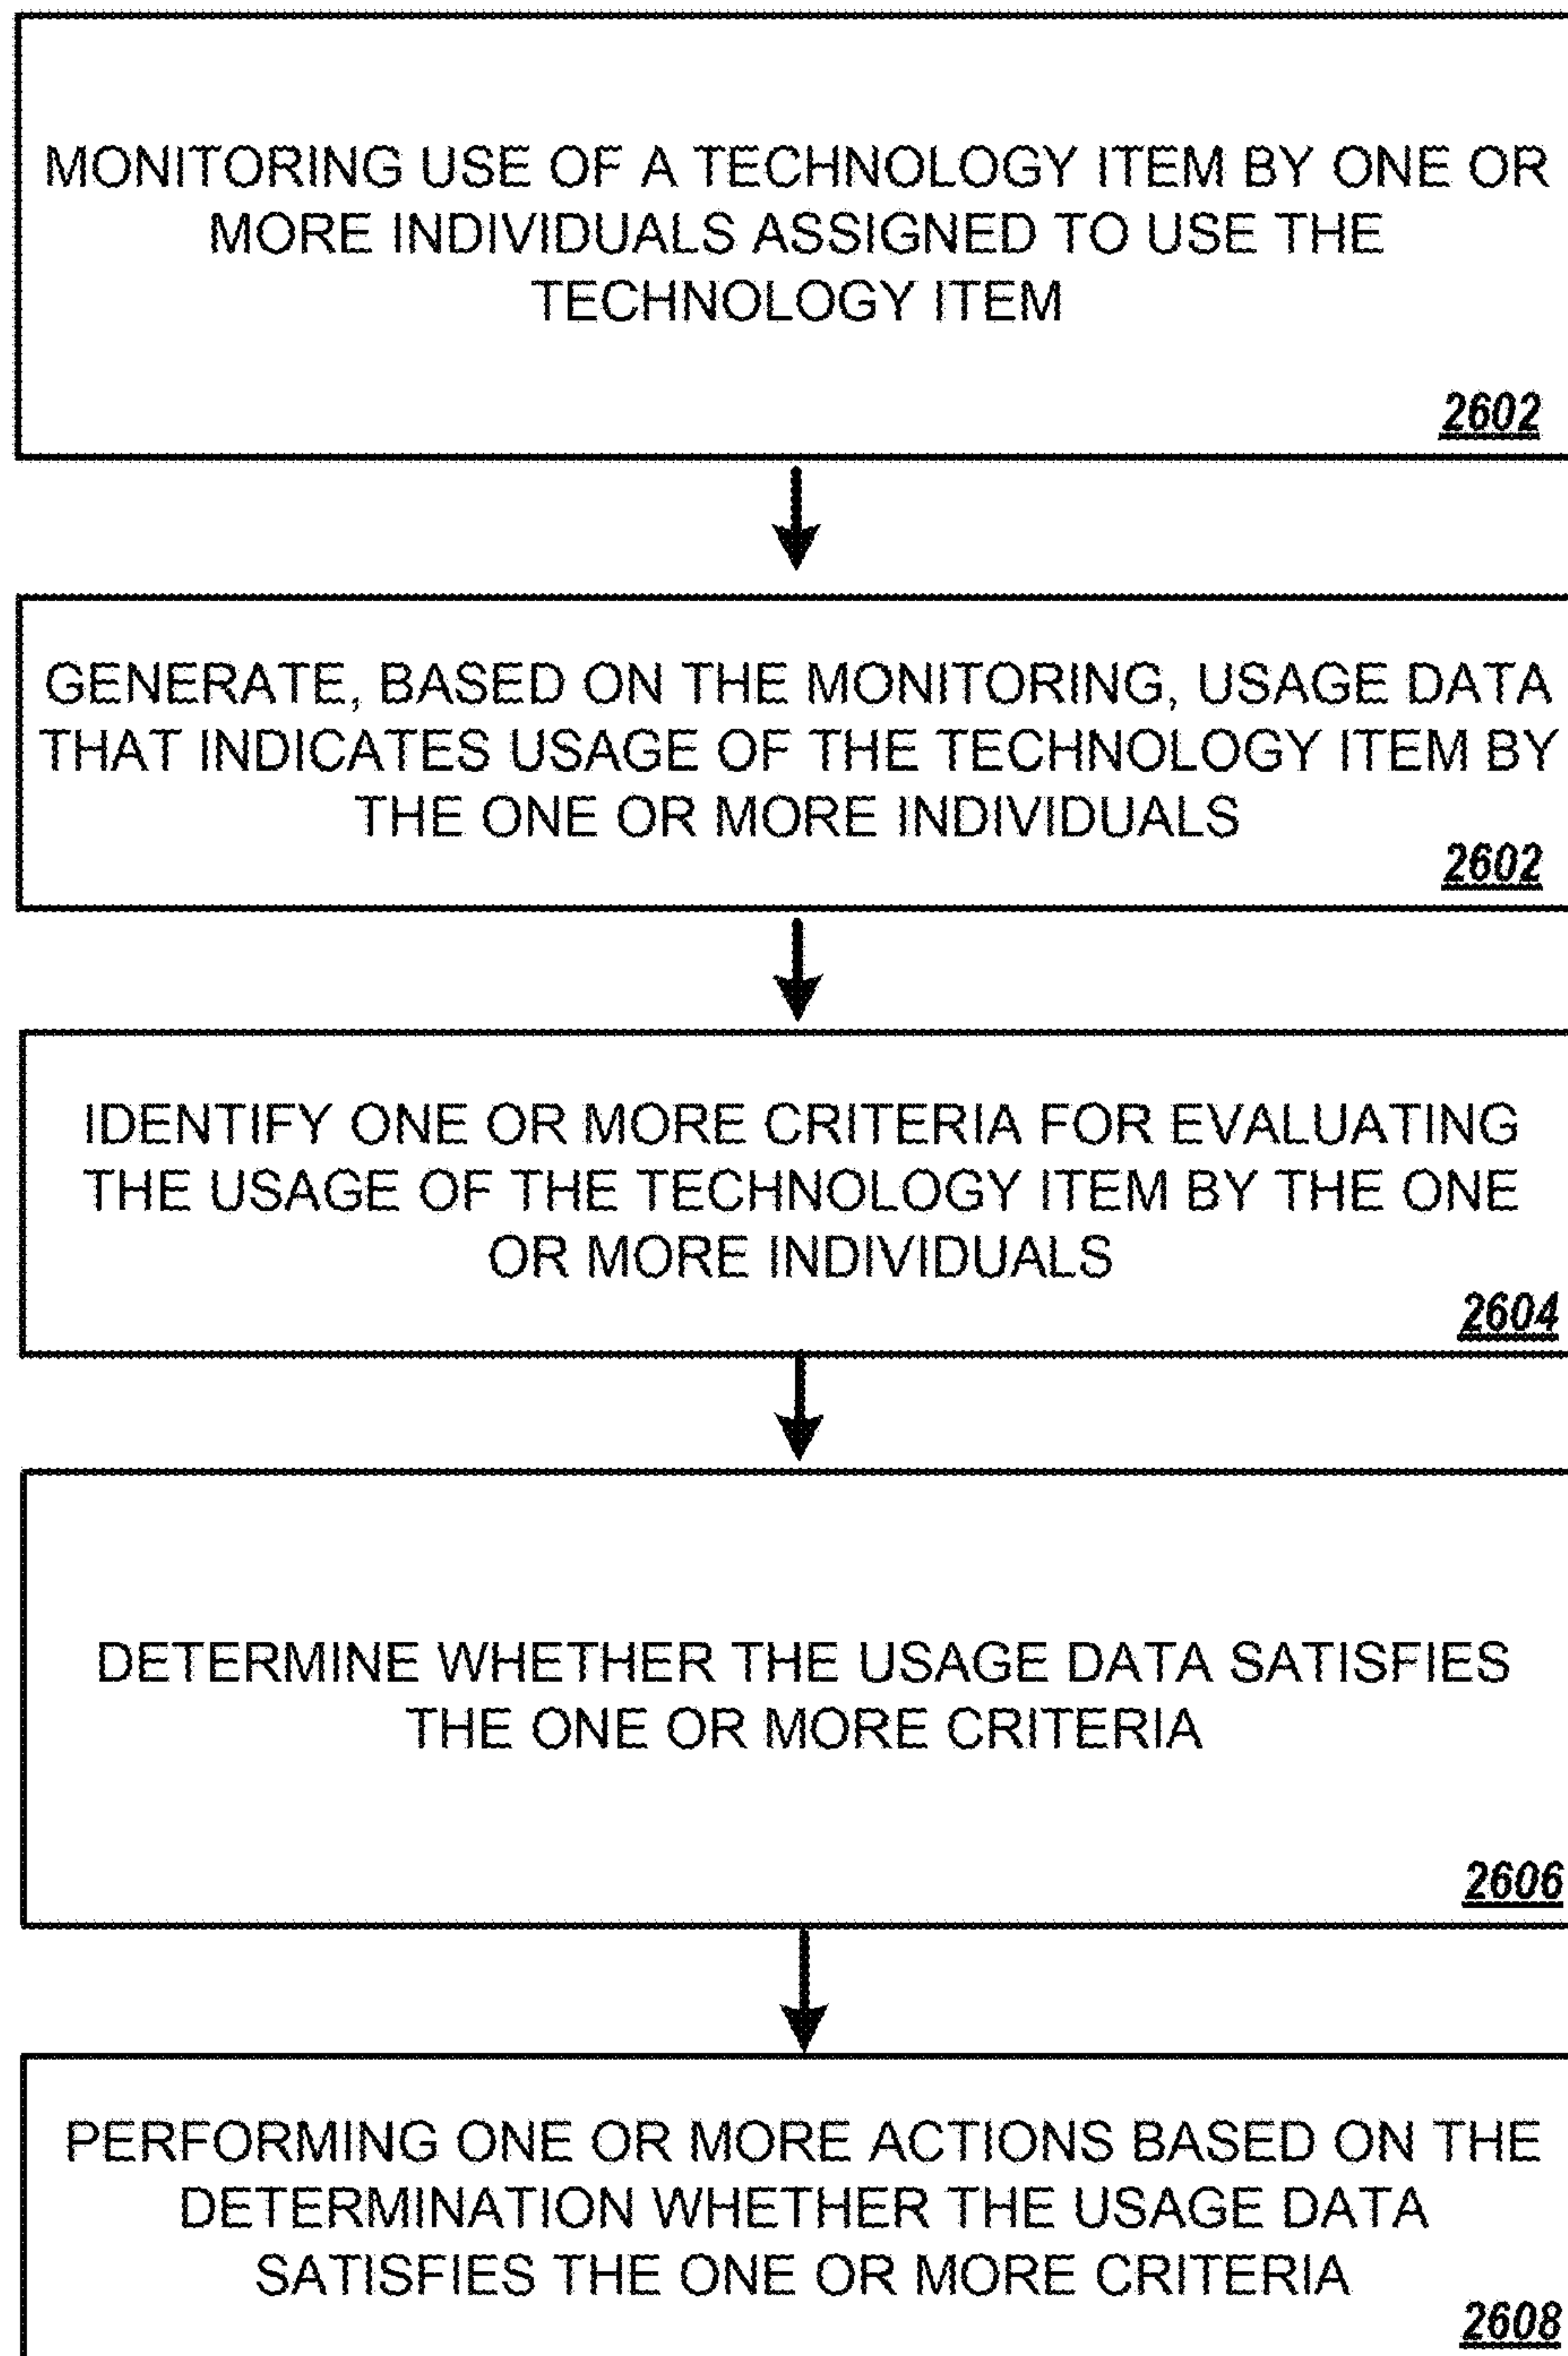 MONITORING USE OF A TECHNOLOGY ITEM BY ONE OR
MORE INDIVIDUALS ASSIGNED TO USE THE
TECHNOLOGY ITEM
2602
GENERATE, BASED ON THE MONITORING, USAGE DATA
THAT INDICATES USAGE OF THE TECHNOLOGY ITEM BY
THE ONE OR MORE INDIVIDUALS
2602
IDENTIFY ONE OR MORE CRITERIA FOR EVALUATING
THE USAGE OF THE TECHNOLOGY ITEM BY THE ONE
OR MORE INDIVIDUALS
2604
DETERMINE WHETHER THE USAGE DATA SATISFIES
THE ONE OR MORE CRITERIA
2606
PERFORMING ONE OR MORE ACTIONS BASED ON THE
DETERMINATION WHETHER THE USAGE DATA
SATISFIES THE ONE OR MORE CRITERIA
2608